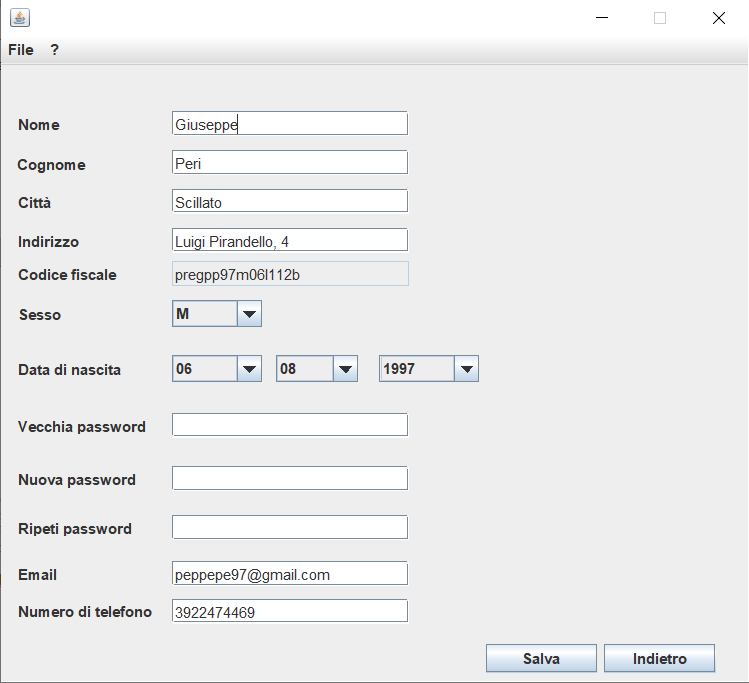 File ?
Nome Giuseppe
Cognome Peri
Città Scillato
Indirizzo Luigi Pirandello, 4
Codice fiscale pregpp97m06l112b
Sesso M
Data di nascita 06 08 1997
Vecchia password
Nuova password
Ripeti password
Email peppepe97@gmail.com
Numero di telefono 3922474469
Salva Indietro